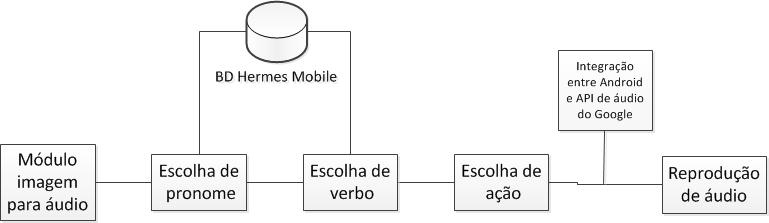 BD Hermes Mobile
Integração
entre Android
e API de áudio
do Google
Módulo
imagem
para áudio
Escolha de
pronome
Escolha de
verbo
Escolha de
ação
Reprodução
de áudio